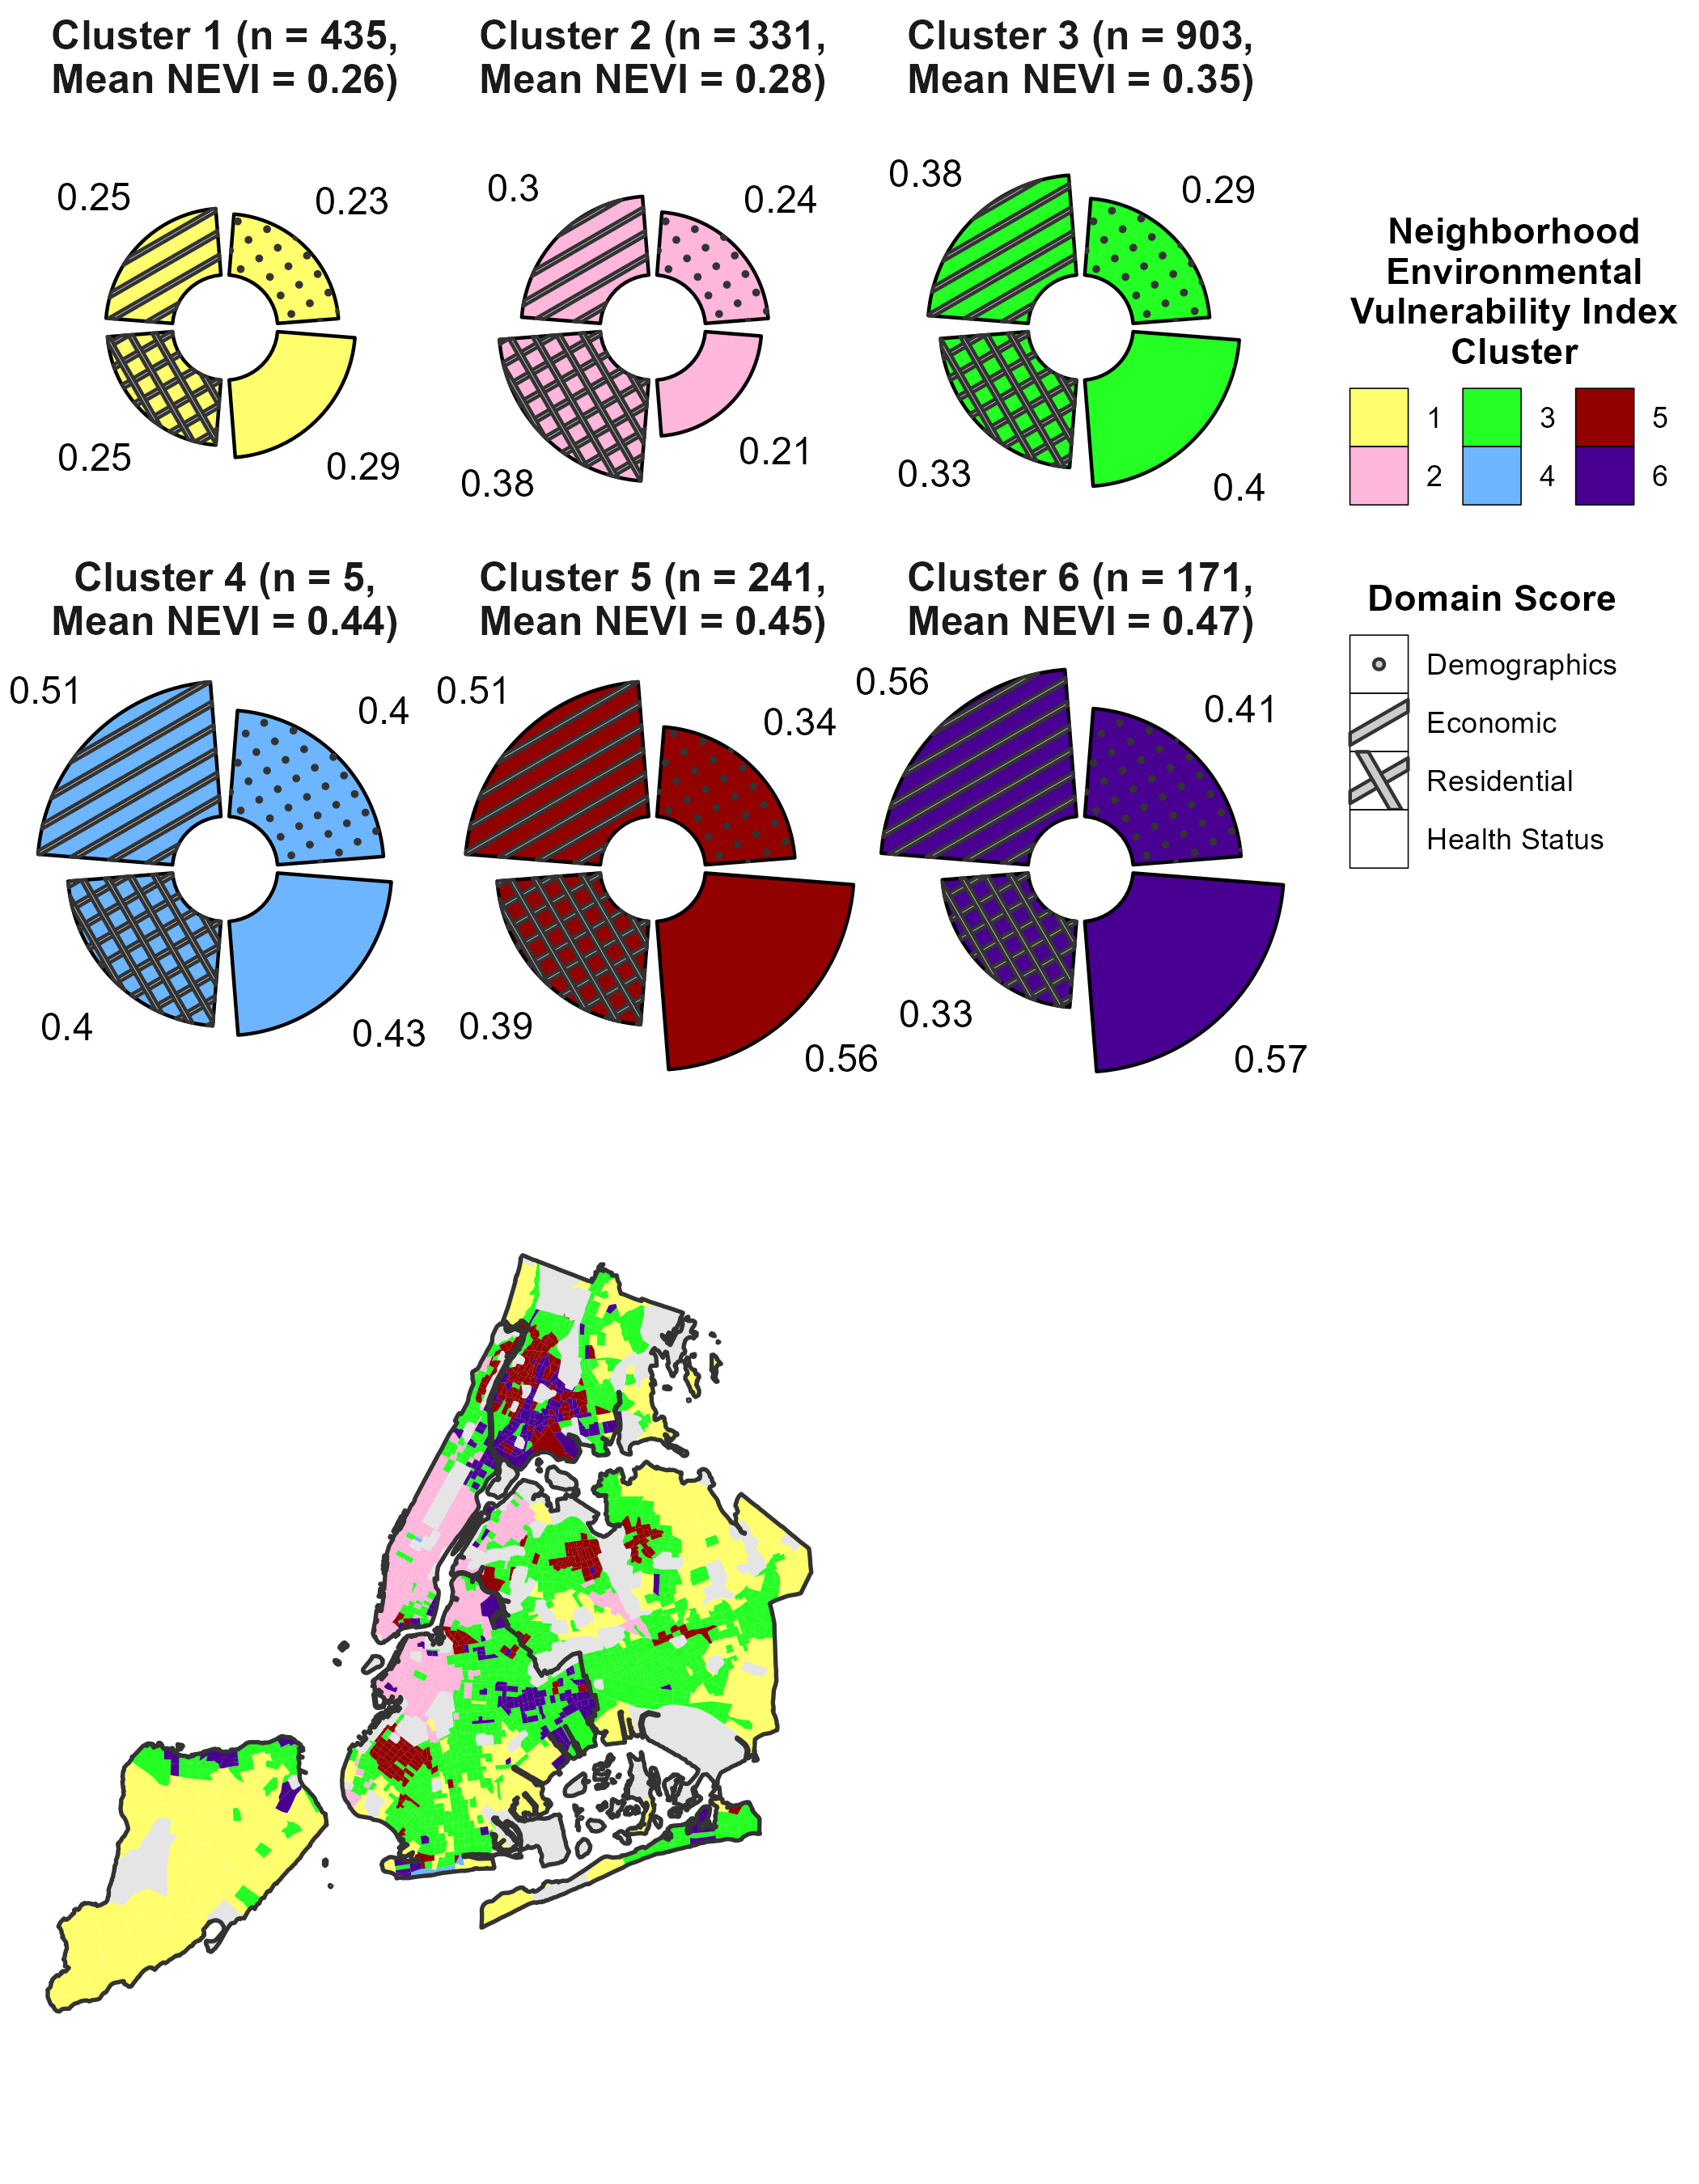 Cluster 1 (n = 435,
Mean NEVI = 0.26)
0.25
0.23
0.25
0.29
Cluster 2 (n = 331,
Mean NEVI = 0.28)
0.3
0.24
0.38
0.21
Cluster 3 (n = 903,
Mean NEVI = 0.35)
0.38
0.29
0.33
0.4
Cluster 4 (n = 5,
Mean NEVI = 0.44)
0.51
0.4
0.4
0.43
Cluster 5 (n = 241,
Mean NEVI = 0.45)
0.51
0.34
0.39
0.56
Cluster 6 (n = 171,
Mean NEVI = 0.47)
0.56
0.41
0.33
0.57
Neighborhood
Environmental
Vulnerability Index
Cluster
1 3 5
2 4 6
Domain Score
Demographics
Economic
Residential
Health Status